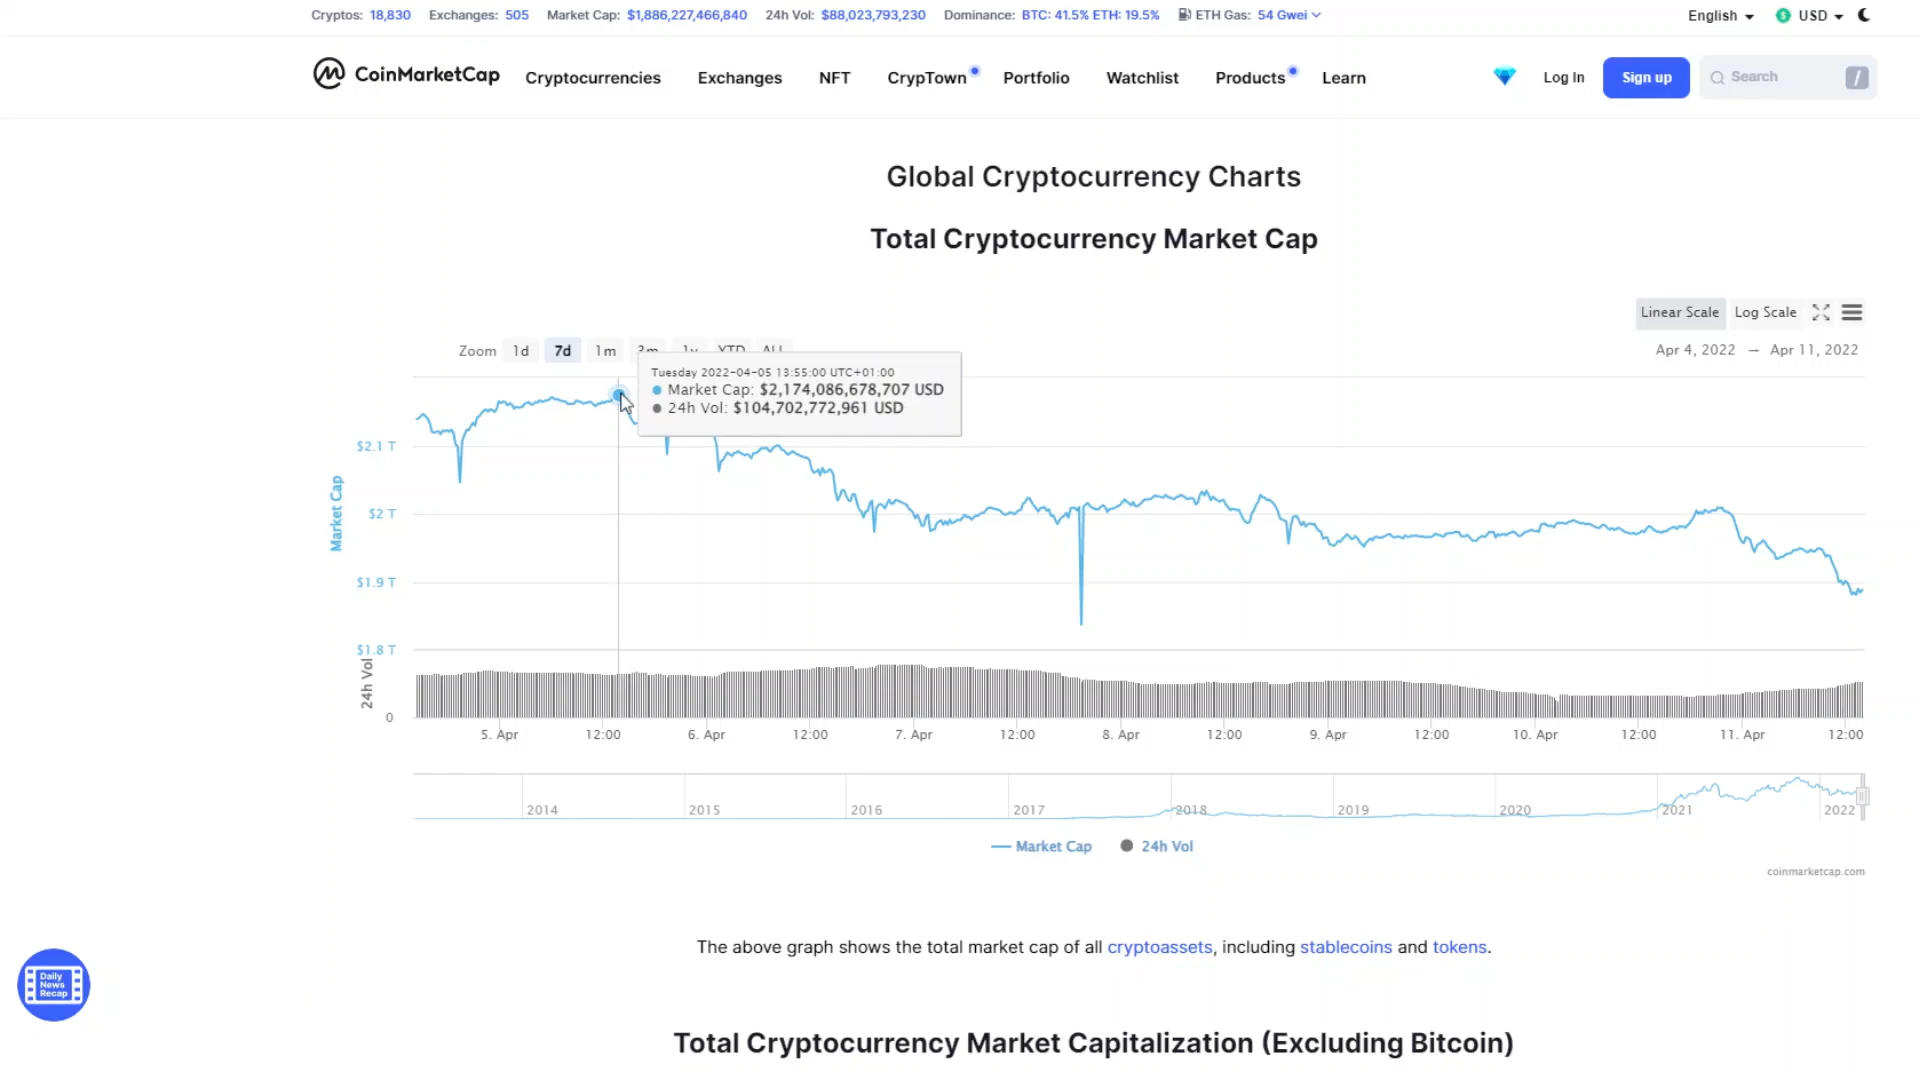 Cryptos: 18,830 Exchanges: 505 Market Cap: $1,886,227,466,840 24h Vol: $88,023,793,230 Dominance: BTC: 41.5% ETH: 19.5% ETH Gas: 54 Gwei English USD
CoinMarketCap Cryptocurrencies Exchanges NFT CrypTown Portfolio Watchlist Products Learn Log In Sign up Search /
Global Cryptocurrency Charts
Total Cryptocurrency Market Cap
Linear Scale Log Scale
Zoom 1d 7d 1m 3m 1y YTD ALL Apr 4, 2022 → Apr 11, 2022
Tuesday 2022-04-05 13:55:00 UTC+01:00
Market Cap: $2,174,086,678,707 USD
24h Vol: $104,702,772,961 USD
$2.1 T
$2 T
$1.9 T
$1.8 T
0
Market Cap
24h Vol
5. Apr 12:00 6. Apr 12:00 7. Apr 12:00 8. Apr 12:00 9. Apr 12:00 10. Apr 12:00 11. Apr 12:00
2014 2015 2016 2017 2018 2019 2020 2021 2022
Market Cap 24h Vol
coinmarketcap.com
The above graph shows the total market cap of all cryptoassets, including stablecoins and tokens.
Daily
News
Recap
Total Cryptocurrency Market Capitalization (Excluding Bitcoin)